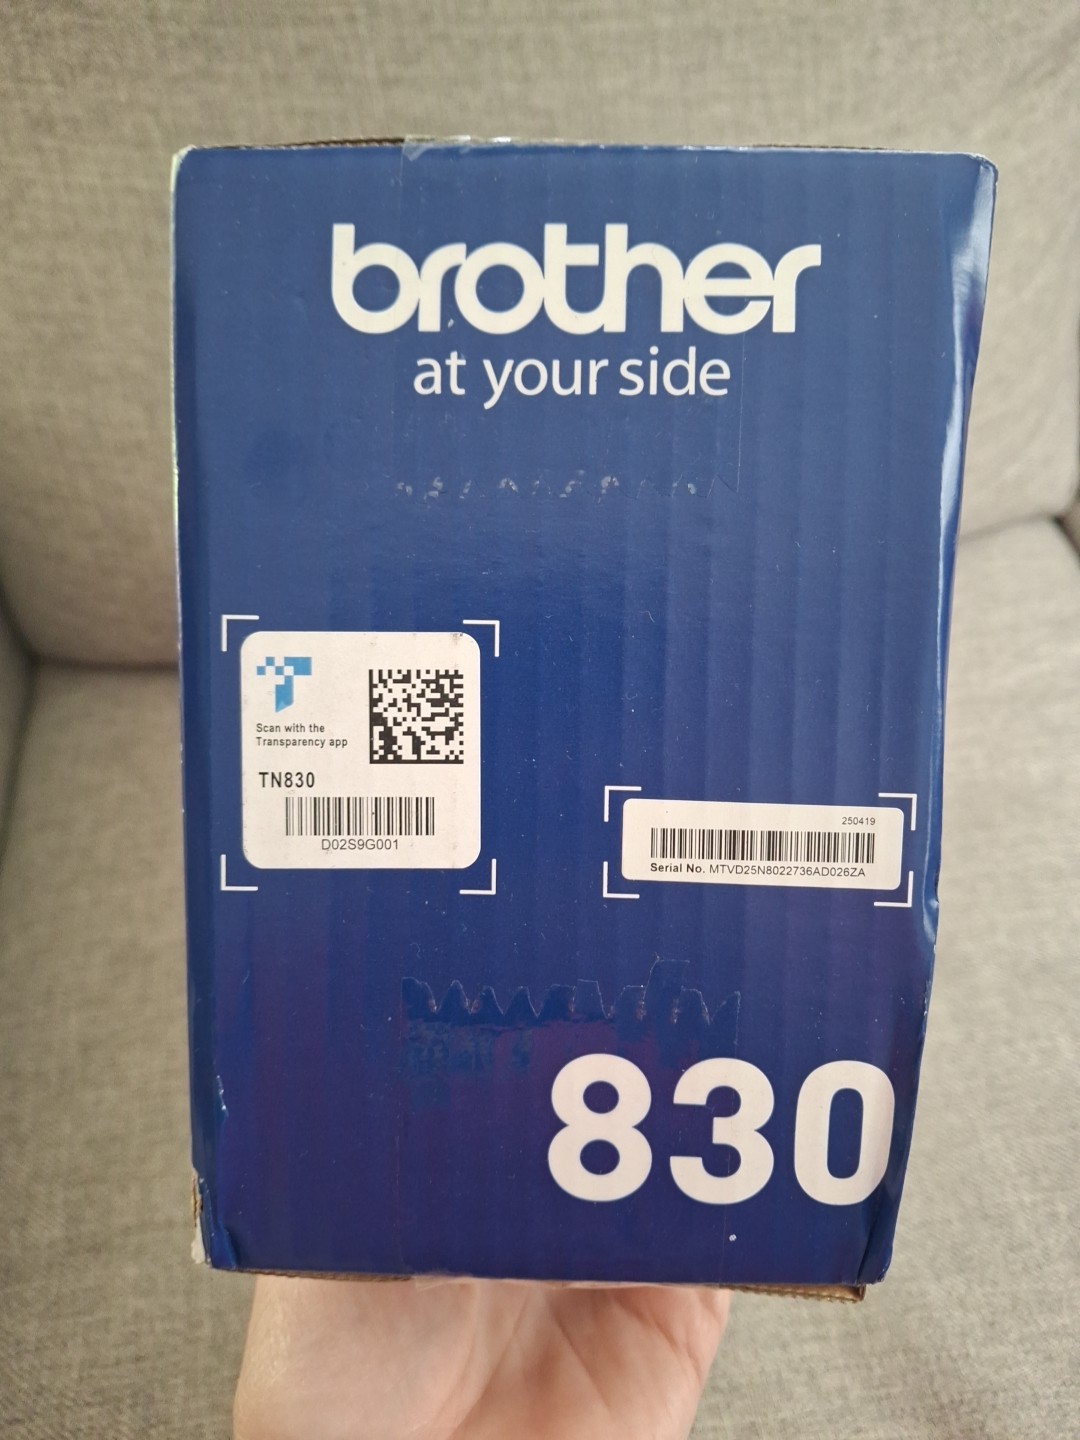 brother
at your side
Scan with the
Transparency app
TN830
D02S9G001
250419
Serial No. MTVD25N8022736AD026ZA
830